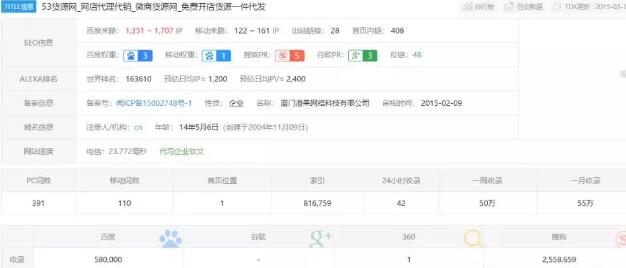 TITLE信息 53货源网_网店代理代销_微商货源网_免费开店货源一件代发 排行榜 历史数据 TDK更新: 2019-03-1
SEO信息 百度来路: 1,351 ~ 1,707 IP 移动来路: 122 ~ 161 IP 出站链接: 28 首页内链: 408
百度权重: 3 移动权重: 1 搜狗PR: 5 谷歌PR: 3 反链: 48
ALEXA排名 世界排名: 163610 预估日均IP≈ 1,200 预估日均PV≈ 2,400
备案信息 备案号: 闽ICP备15002748号-1 性质: 企业 名称: 厦门澄果网络科技有限公司 审核时间: 2015-02-09
域名信息 注册人/机构: cn 年龄: 14年5月6日 (创建于2004年11月09日)
网站速度 电信: 23.772毫秒 代写企业软文
PC词数 移动词数 首页位置 索引 24小时收录 一周收录 一月收录
391 110 1 816,759 42 50万 55万
百度 谷歌 360 搜狗
收录 580,000 - 1 2,558,659